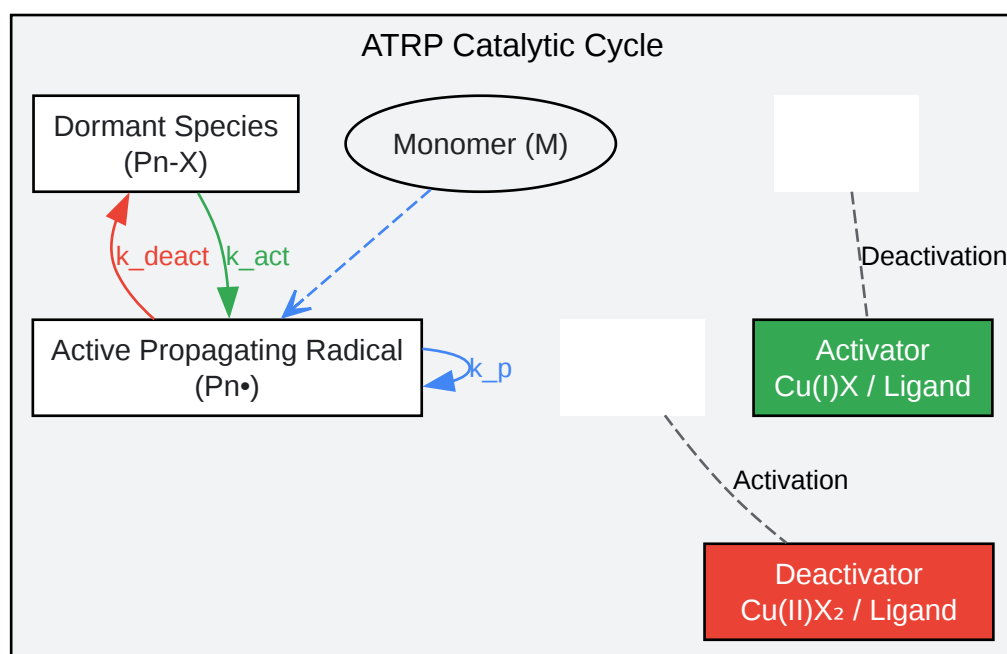 ATRP Catalytic Cycle
Dormant Species
(Pn-X)
Monomer (M)
k_deact
k_act
Deactivation
Active Propagating Radical
(Pn•)
k_p
Activator
Cu(I)X / Ligand
Activation
Deactivator
Cu(II)X₂ / Ligand